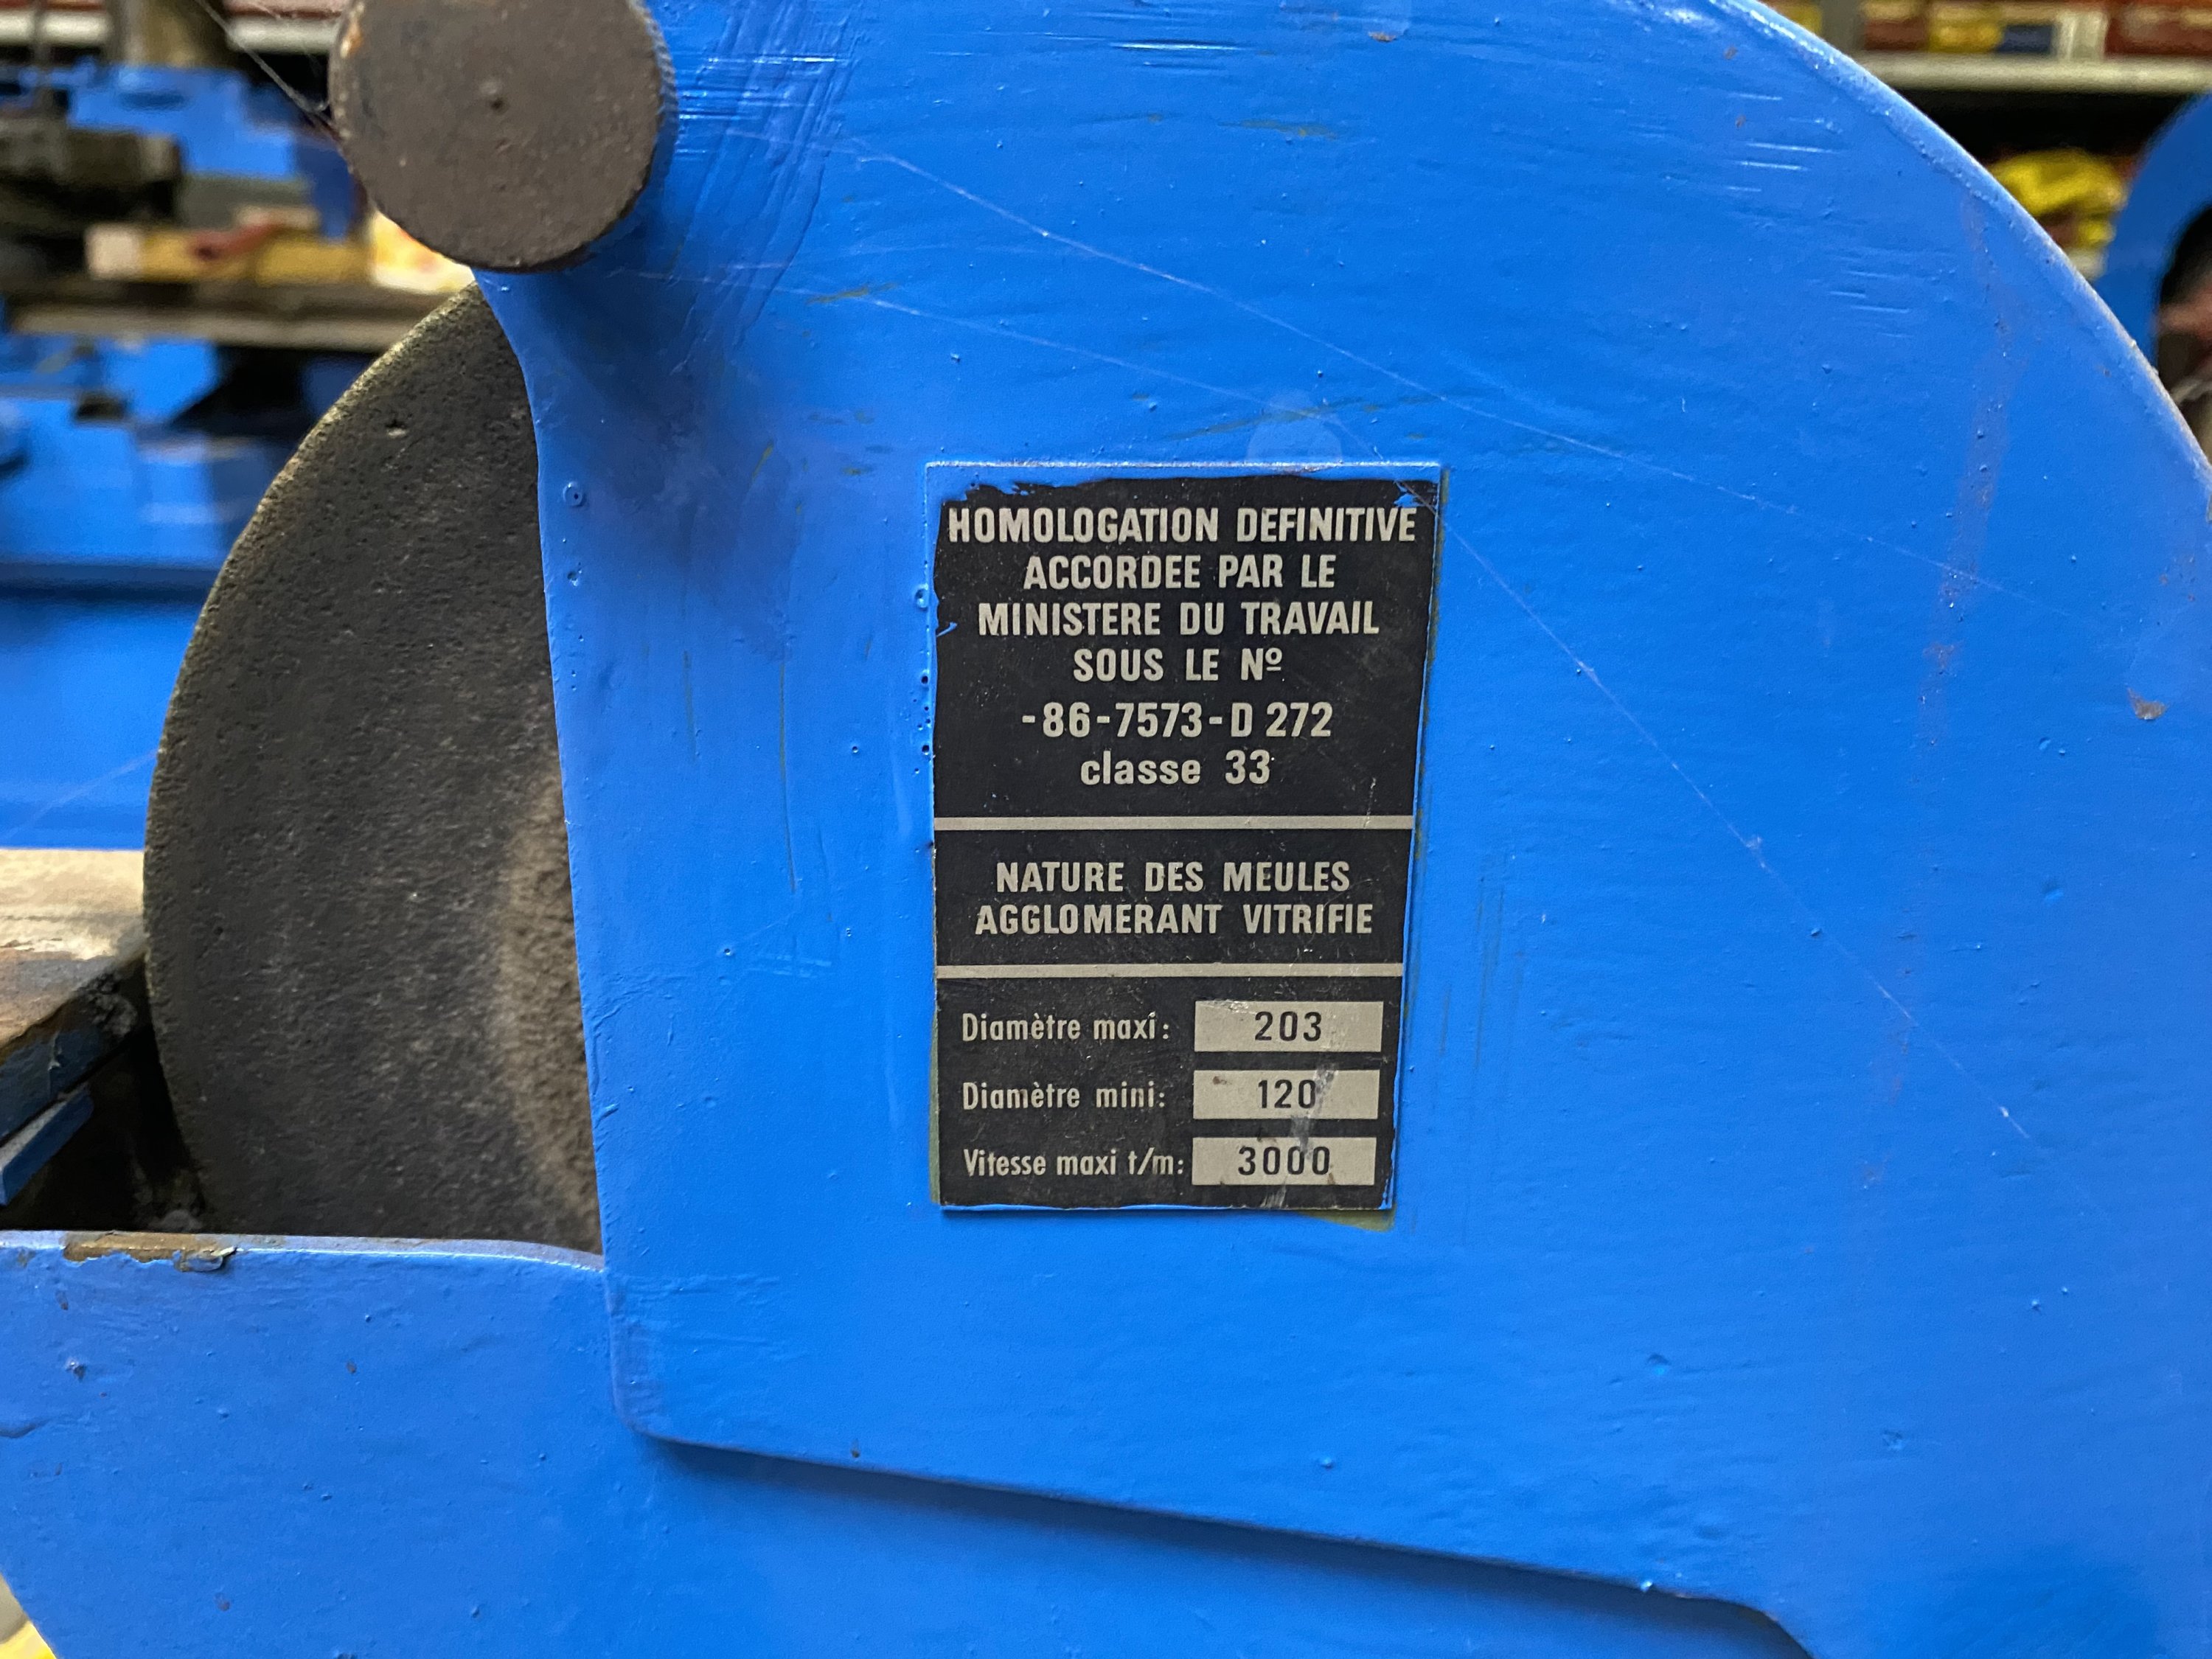 HOMOLOGATION DEFINITIVE
ACCORDEE PAR LE
MINISTERE DU TRAVAIL
SOUS LE Nº
-86-7573-D 272
classe 33
NATURE DES MEULES
AGGLOMERANT VITRIFIE
Diamètre maxi: 203
Diamètre mini: 120
Vitesse maxi t/m: 3000